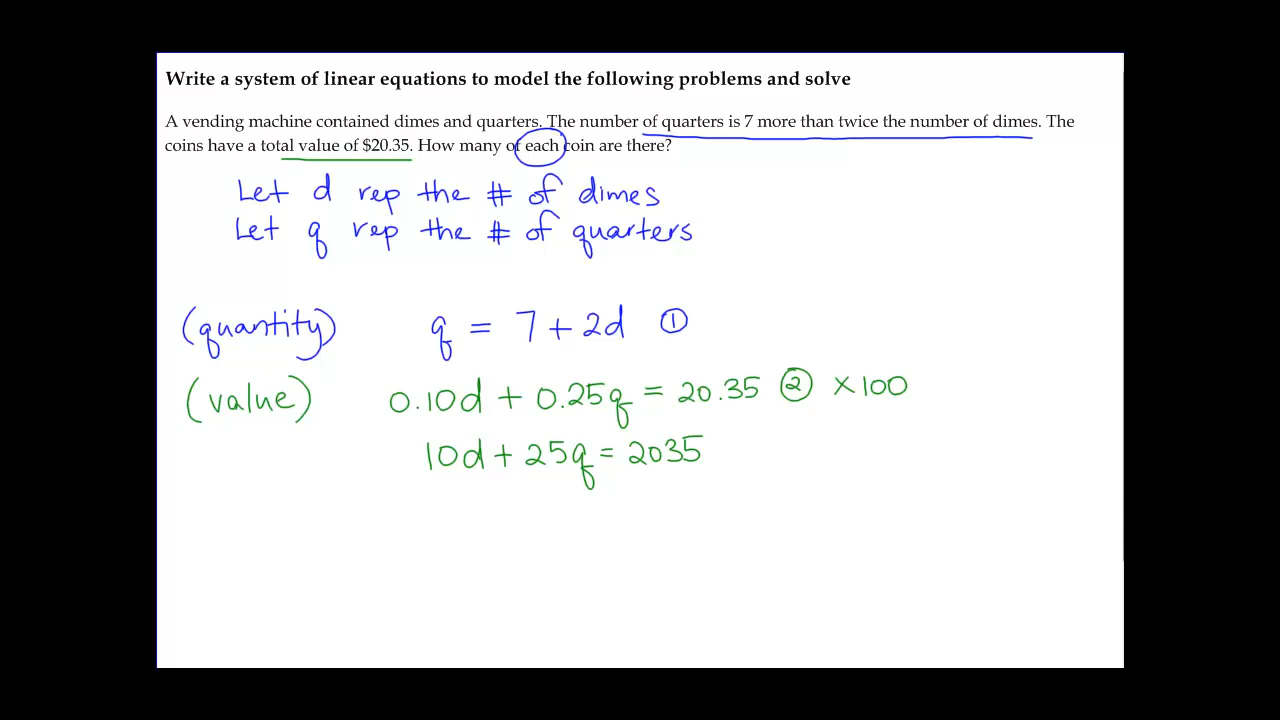 Write a system of linear equations to model the following problems and solve
A vending machine contained dimes and quarters. The number of quarters is 7 more than twice the number of dimes. The
coins have a total value of $20.35. How many of each coin are there?
Let d rep the # of dimes
Let q rep the # of quarters
(quantity) q = 7 + 2d ①
(value) 0.10d + 0.25q = 20.35 ② ×100
10d + 25q = 2035